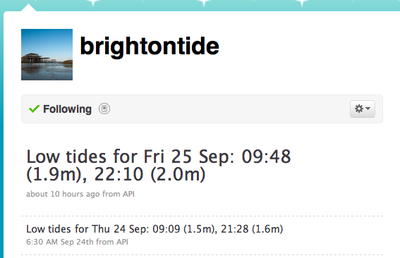 brightontide
Following
Low tides for Fri 25 Sep: 09:48
(1.9m), 22:10 (2.0m)
about 10 hours ago from API
Low tides for Thu 24 Sep: 09:09 (1.5m), 21:28 (1.6m)
6:30 AM Sep 24th from API